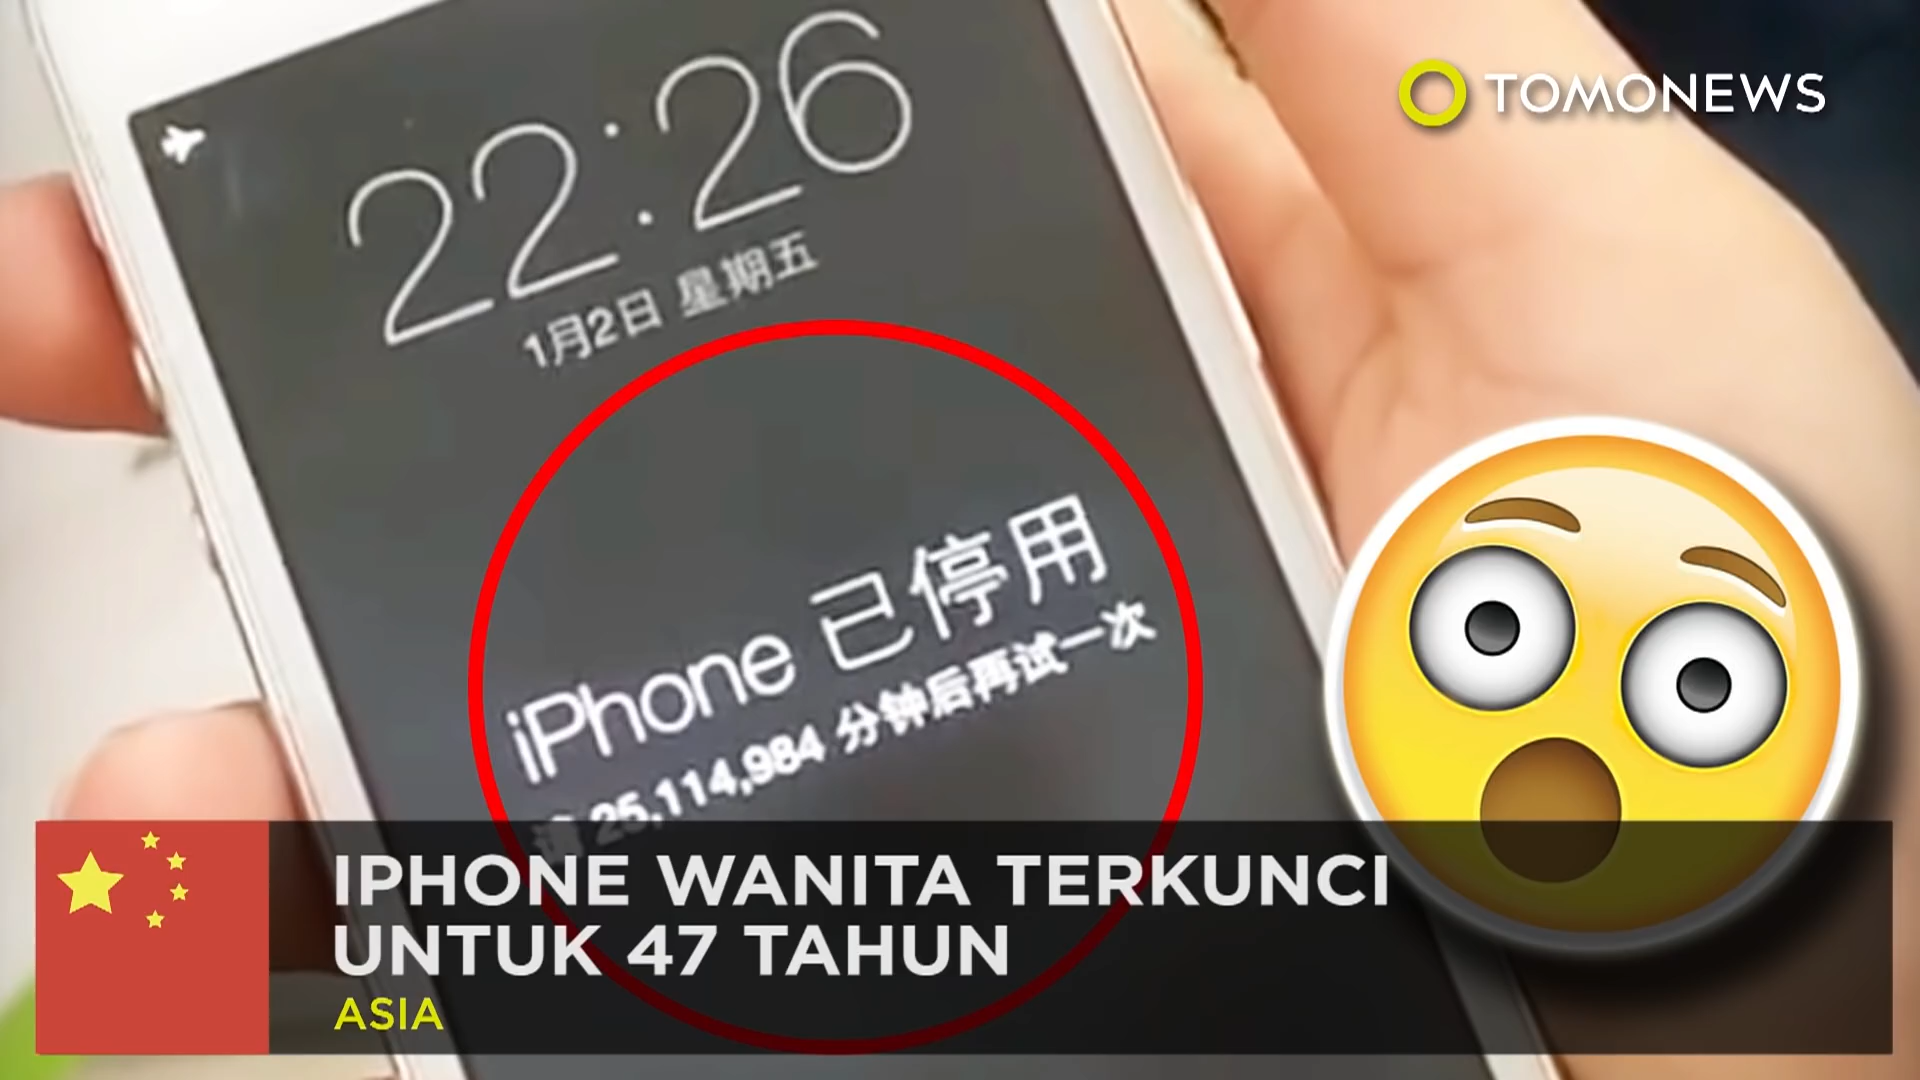 TOMONEWS
22:26
1月2日 星期五
iPhone 已停用
请 25,114,984 分钟后再试一次
IPHONE WANITA TERKUNCI
UNTUK 47 TAHUN
ASIA